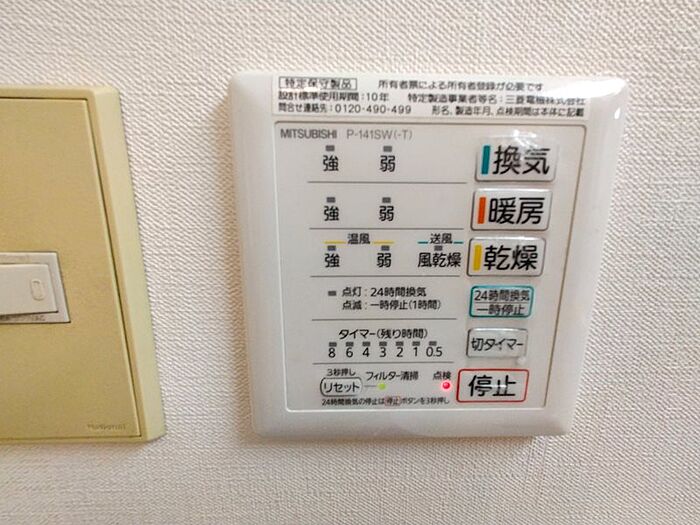 特定保守製品 所有者票による所有者登録が必要です
設計標準使用期間:10年 特定製造事業者等名:三菱電機株式会社
問合せ連絡先:0120-490-499 形名、製造年月、点検期間は本体に記載
MITSUBISHI P-141SW(-T)
強 弱 換気
強 弱 暖房
温風 送風
強 弱 風乾燥 乾燥
点灯:24時間換気 24時間換気
点滅:一時停止(1時間) 一時停止
タイマー(残り時間) 切タイマー
8 6 4 3 2 1 0.5
3秒押し
リセット フィルター清掃 点検 停止
24時間換気の停止は停止ボタンを3秒押し